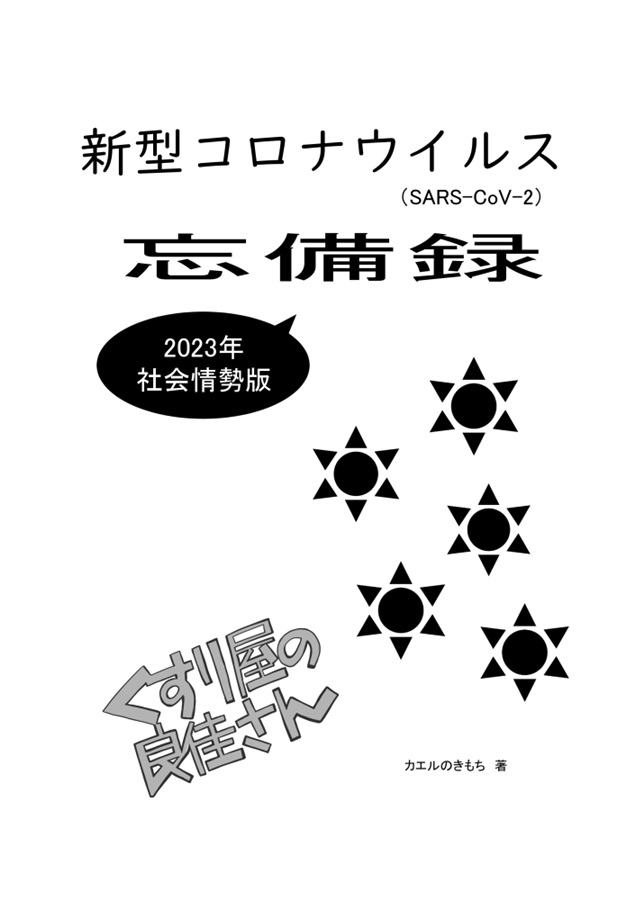 新型コロナウイルス
（SARS-CoV-2）
忘備録
2023年
社会情勢版
くすり屋の
良佳さん
カエルのきもち 著